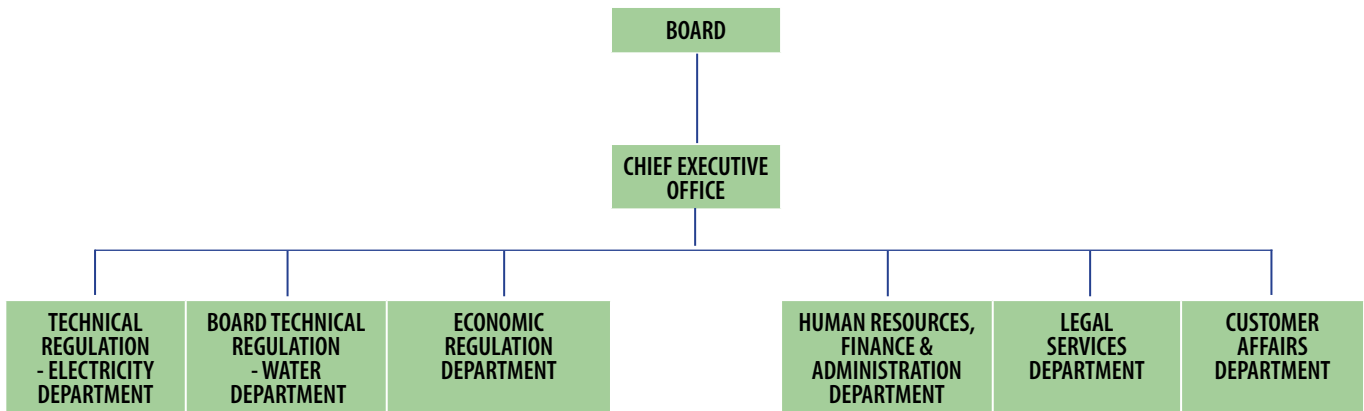 BOARD
CHIEF EXECUTIVE
OFFICE
TECHNICAL
REGULATION
- ELECTRICITY
DEPARTMENT
BOARD TECHNICAL
REGULATION
- WATER
DEPARTMENT
ECONOMIC
REGULATION
DEPARTMENT
HUMAN RESOURCES,
FINANCE &
ADMINISTRATION
DEPARTMENT
LEGAL
SERVICES
DEPARTMENT
CUSTOMER
AFFAIRS
DEPARTMENT